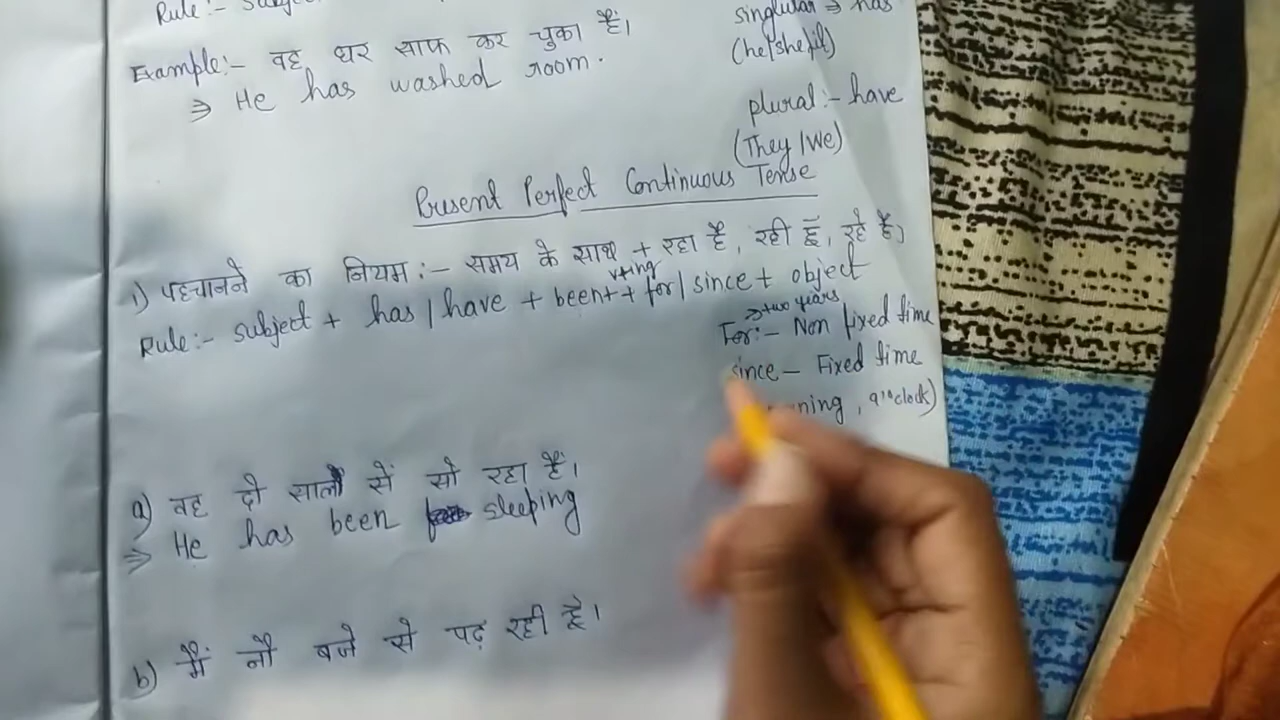 Rule:- Subject
Example:- वह घर साफ कर चुका है।
⇒ He has washed room.
singlular ⇒ has
(he/she/it)
plural:- have
(They/We)
Present Perfect Continuous Tense
1) पहचानने का नियम:- समय के साथ + रहा है, रही हूँ, रहे है,
Rule:- subject + has / have + been + v+ing + for / since + object
⇒ two years
For:- Non fixed time
since – Fixed time
, 9'o clock)
a) वह दो सालों सें सो रहा है।
⇒ He has been sleeping
b) मैं नौ बजे से पढ़ रही हूँ।